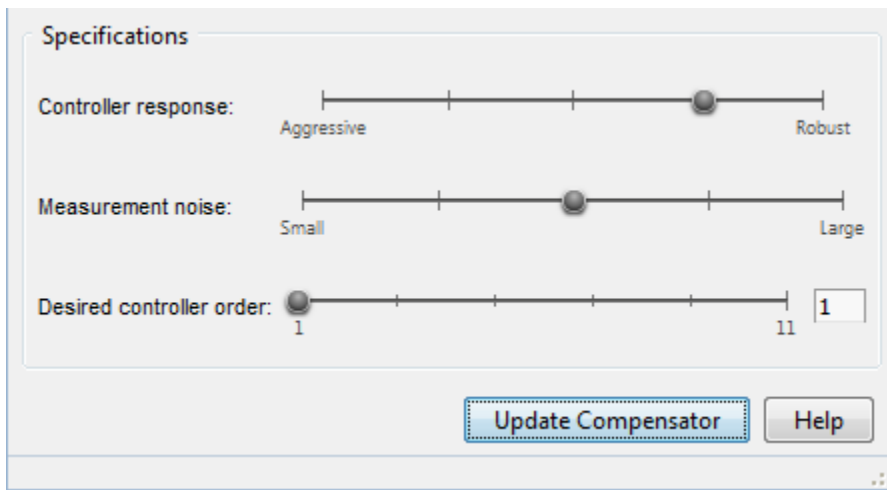 Specifications
Controller response:
Aggressive
Robust
Measurement noise:
Small
Large
Desired controller order:
1
11
1
Update Compensator
Help